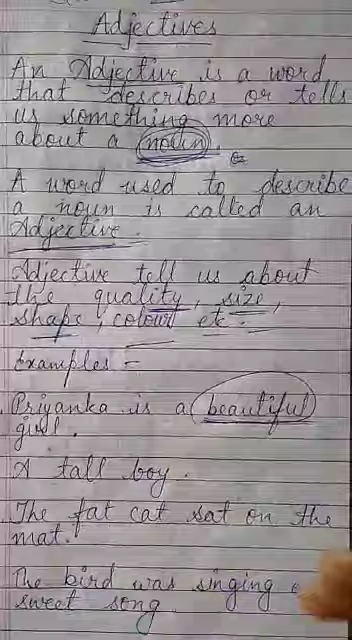 Adjectives
An Adjective is a word
that describes or tells
us something more
about a noun.
or
A word used to describe
a noun is called an
Adjective.
Adjective tell us about
the quality, size,
shape, colour etc.
Examples -
Priyanka is a beautiful
girl.
A tall boy.
The fat cat sat on the
mat.
The bird was singing
sweet song.